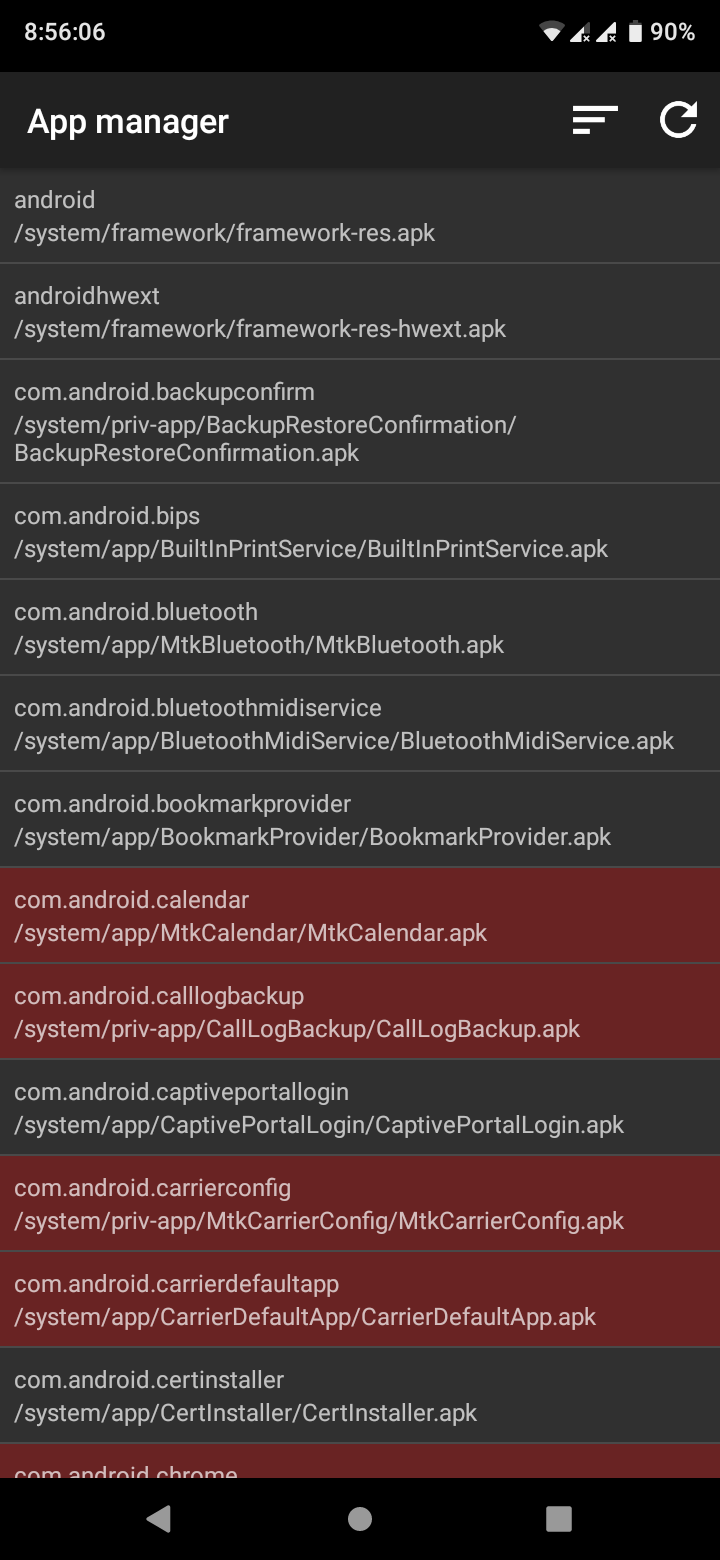 8:56:06
90%
App manager
android
/system/framework/framework-res.apk
androidhwext
/system/framework/framework-res-hwext.apk
com.android.backupconfirm
/system/priv-app/BackupRestoreConfirmation/
BackupRestoreConfirmation.apk
com.android.bips
/system/app/BuiltInPrintService/BuiltInPrintService.apk
com.android.bluetooth
/system/app/MtkBluetooth/MtkBluetooth.apk
com.android.bluetoothmidiservice
/system/app/BluetoothMidiService/BluetoothMidiService.apk
com.android.bookmarkprovider
/system/app/BookmarkProvider/BookmarkProvider.apk
com.android.calendar
/system/app/MtkCalendar/MtkCalendar.apk
com.android.calllogbackup
/system/priv-app/CallLogBackup/CallLogBackup.apk
com.android.captiveportallogin
/system/app/CaptivePortalLogin/CaptivePortalLogin.apk
com.android.carrierconfig
/system/priv-app/MtkCarrierConfig/MtkCarrierConfig.apk
com.android.carrierdefaultapp
/system/app/CarrierDefaultApp/CarrierDefaultApp.apk
com.android.certinstaller
/system/app/CertInstaller/CertInstaller.apk
com.android.chrome